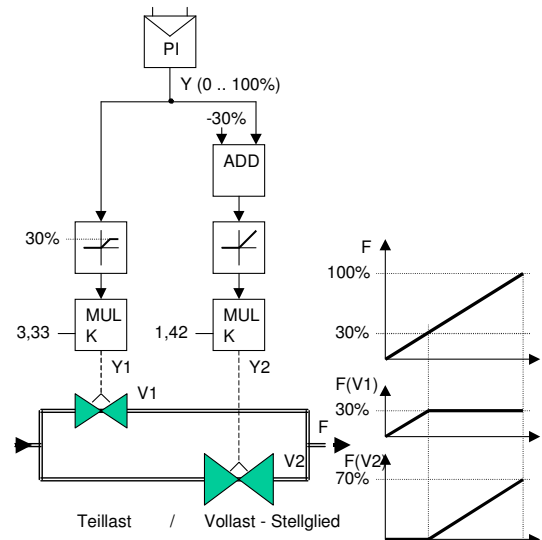 PI
Y (0 .. 100%)
-30%
ADD
30%
MUL
K
3,33
MUL
K
1,42
Y1
Y2
V1
F
V2
Teillast / Vollast - Stellglied
F
100%
30%
F(V1)
30%
F(V2)
70%